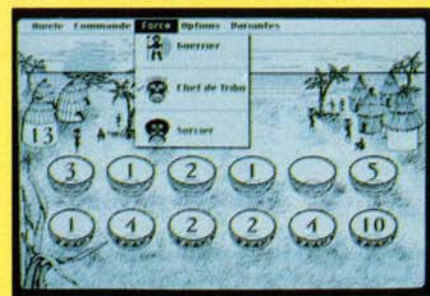 Awele Commande Force Options Variantes
Guerrier
Chef de Tribu
Sorcier
13
3 1 2 1 5
1 4 2 2 4 10